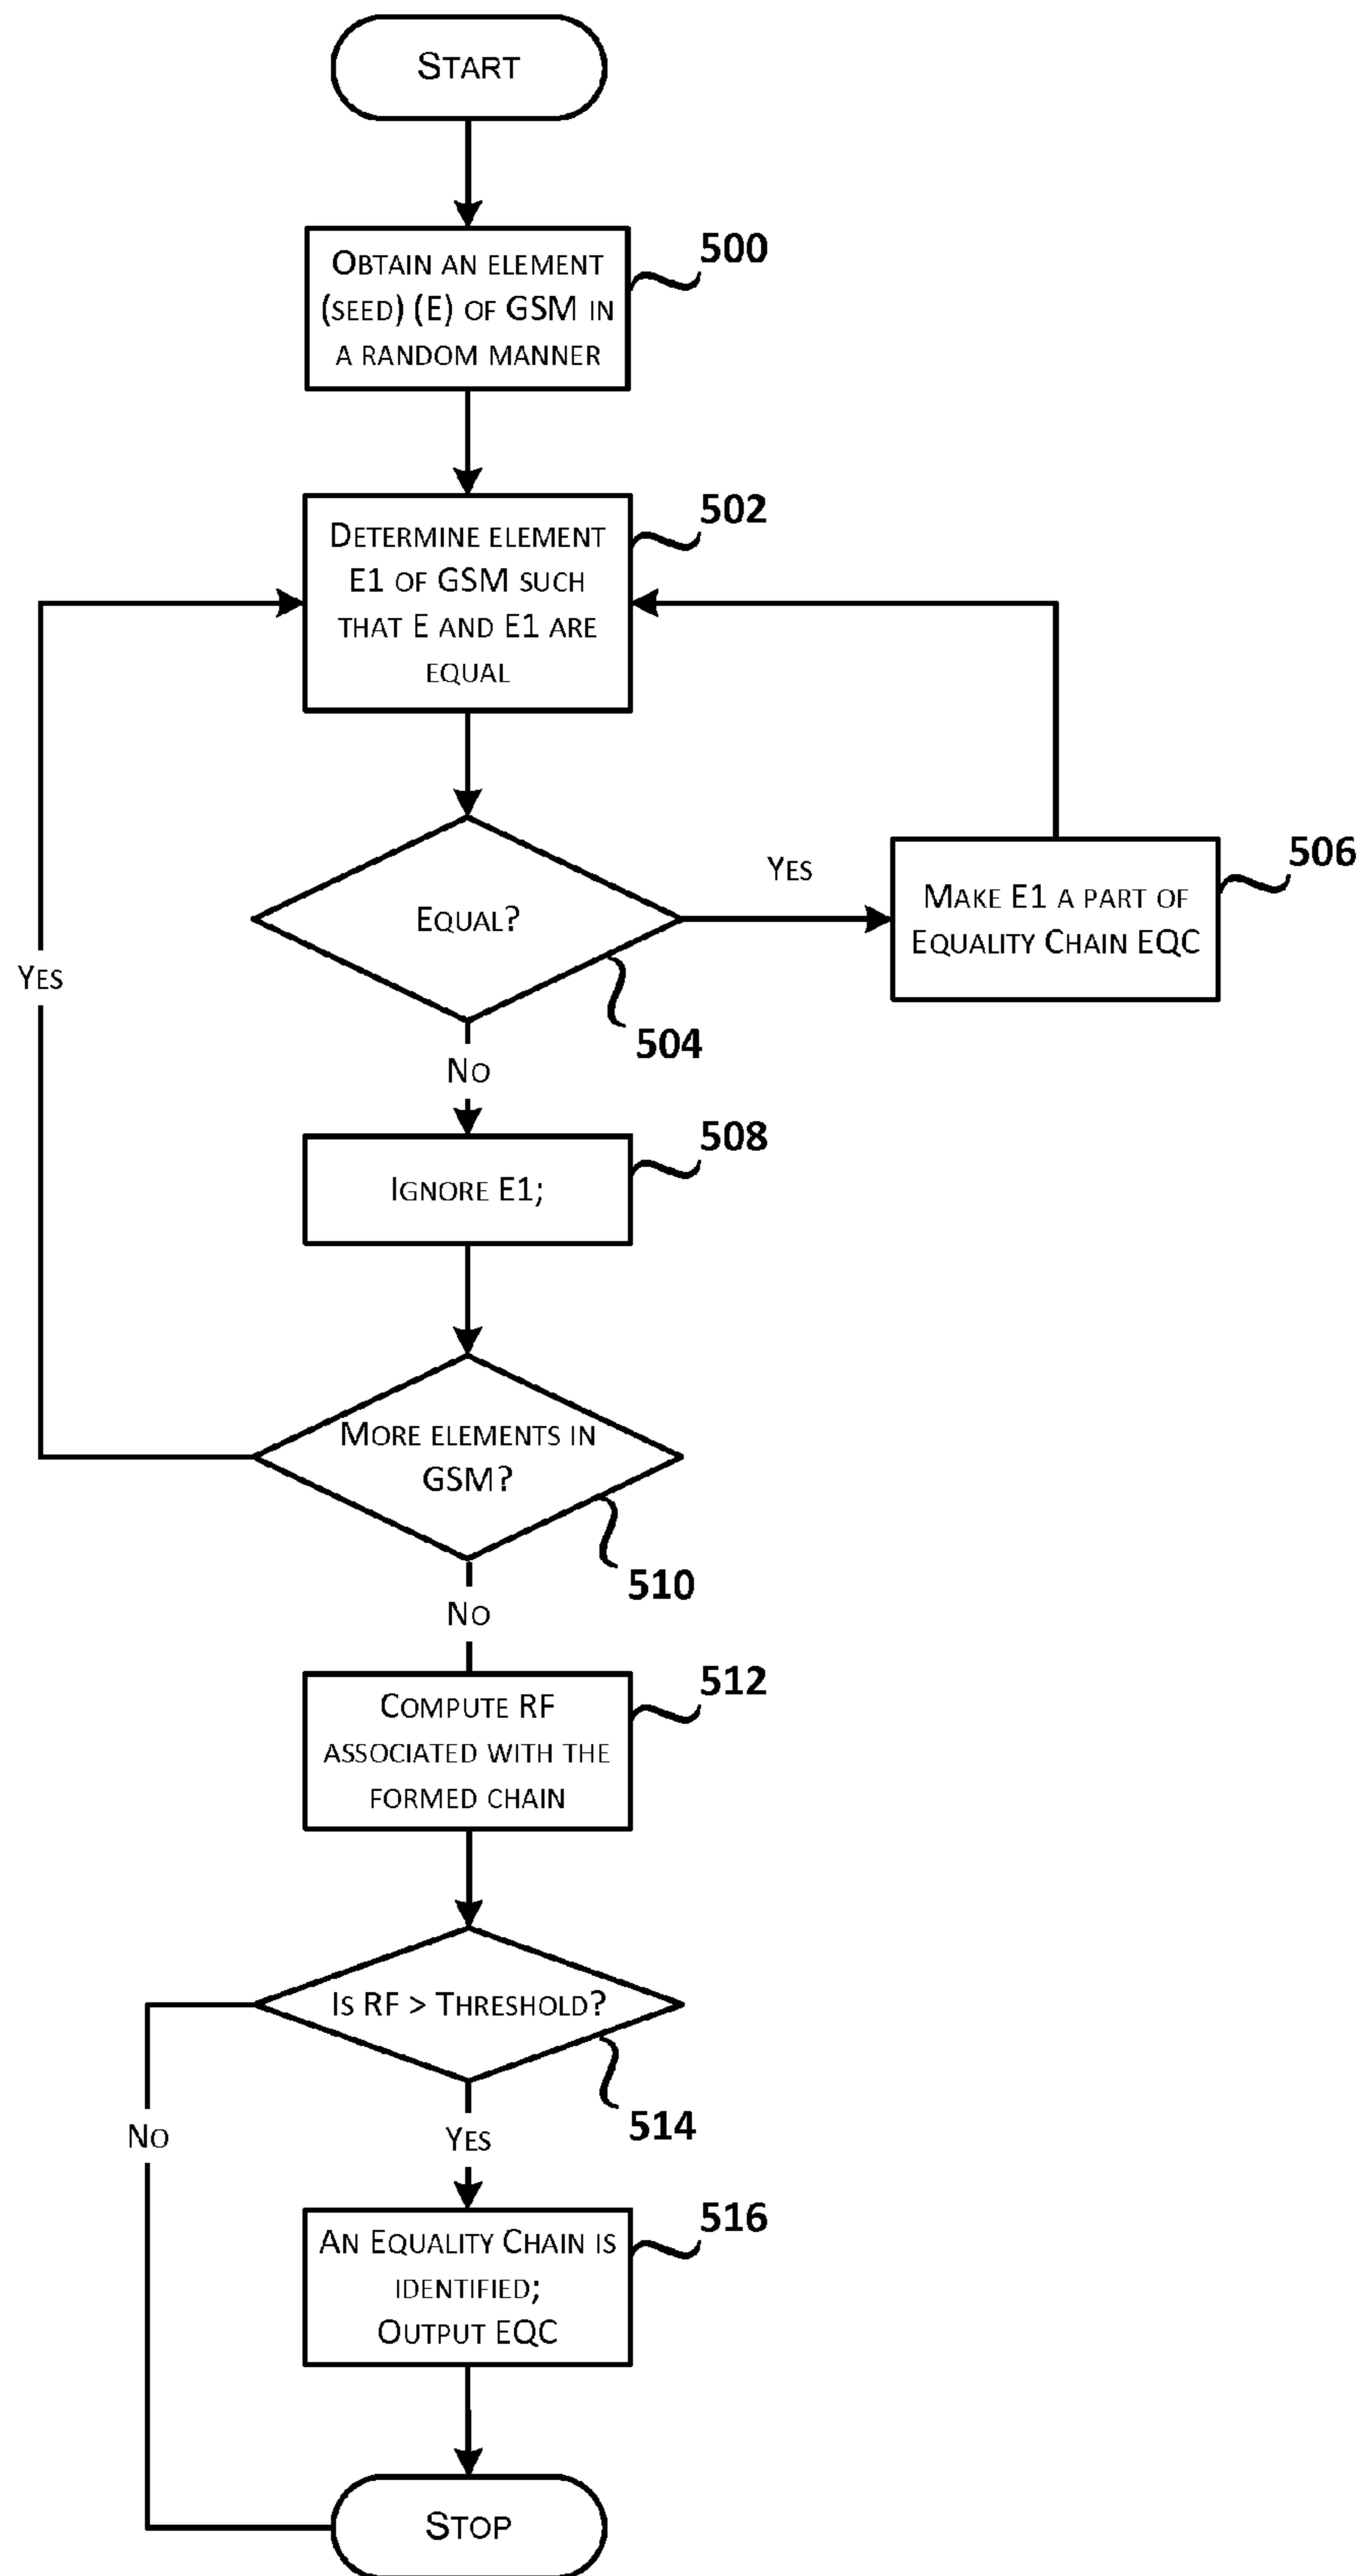 START
OBTAIN AN ELEMENT
(SEED) (E) OF GSM IN
A RANDOM MANNER
500
DETERMINE ELEMENT
E1 OF GSM SUCH
THAT E AND E1 ARE
EQUAL
502
EQUAL?
504
YES
MAKE E1 A PART OF
EQUALITY CHAIN EQC
506
YES
NO
IGNORE E1;
508
MORE ELEMENTS IN
GSM?
510
NO
COMPUTE RF
ASSOCIATED WITH THE
FORMED CHAIN
512
IS RF > THRESHOLD?
514
NO
YES
AN EQUALITY CHAIN IS
IDENTIFIED;
OUTPUT EQC
516
STOP